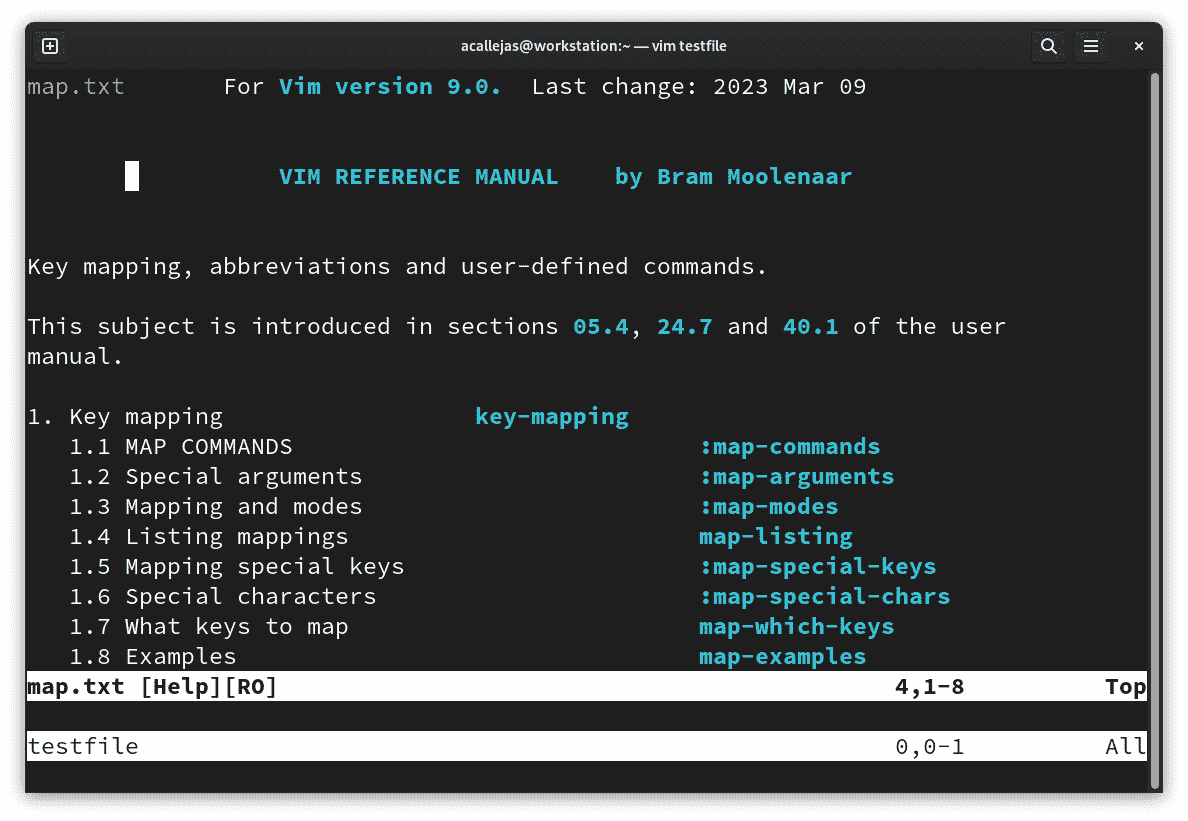 acallejas@workstation:~ — vim testfile
map.txt For Vim version 9.0. Last change: 2023 Mar 09
VIM REFERENCE MANUAL by Bram Moolenaar
Key mapping, abbreviations and user-defined commands.
This subject is introduced in sections 05.4, 24.7 and 40.1 of the user
manual.
1. Key mapping key-mapping
1.1 MAP COMMANDS :map-commands
1.2 Special arguments :map-arguments
1.3 Mapping and modes :map-modes
1.4 Listing mappings map-listing
1.5 Mapping special keys :map-special-keys
1.6 Special characters :map-special-chars
1.7 What keys to map map-which-keys
1.8 Examples map-examples
map.txt [Help][RO] 4,1-8 Top
testfile 0,0-1 All